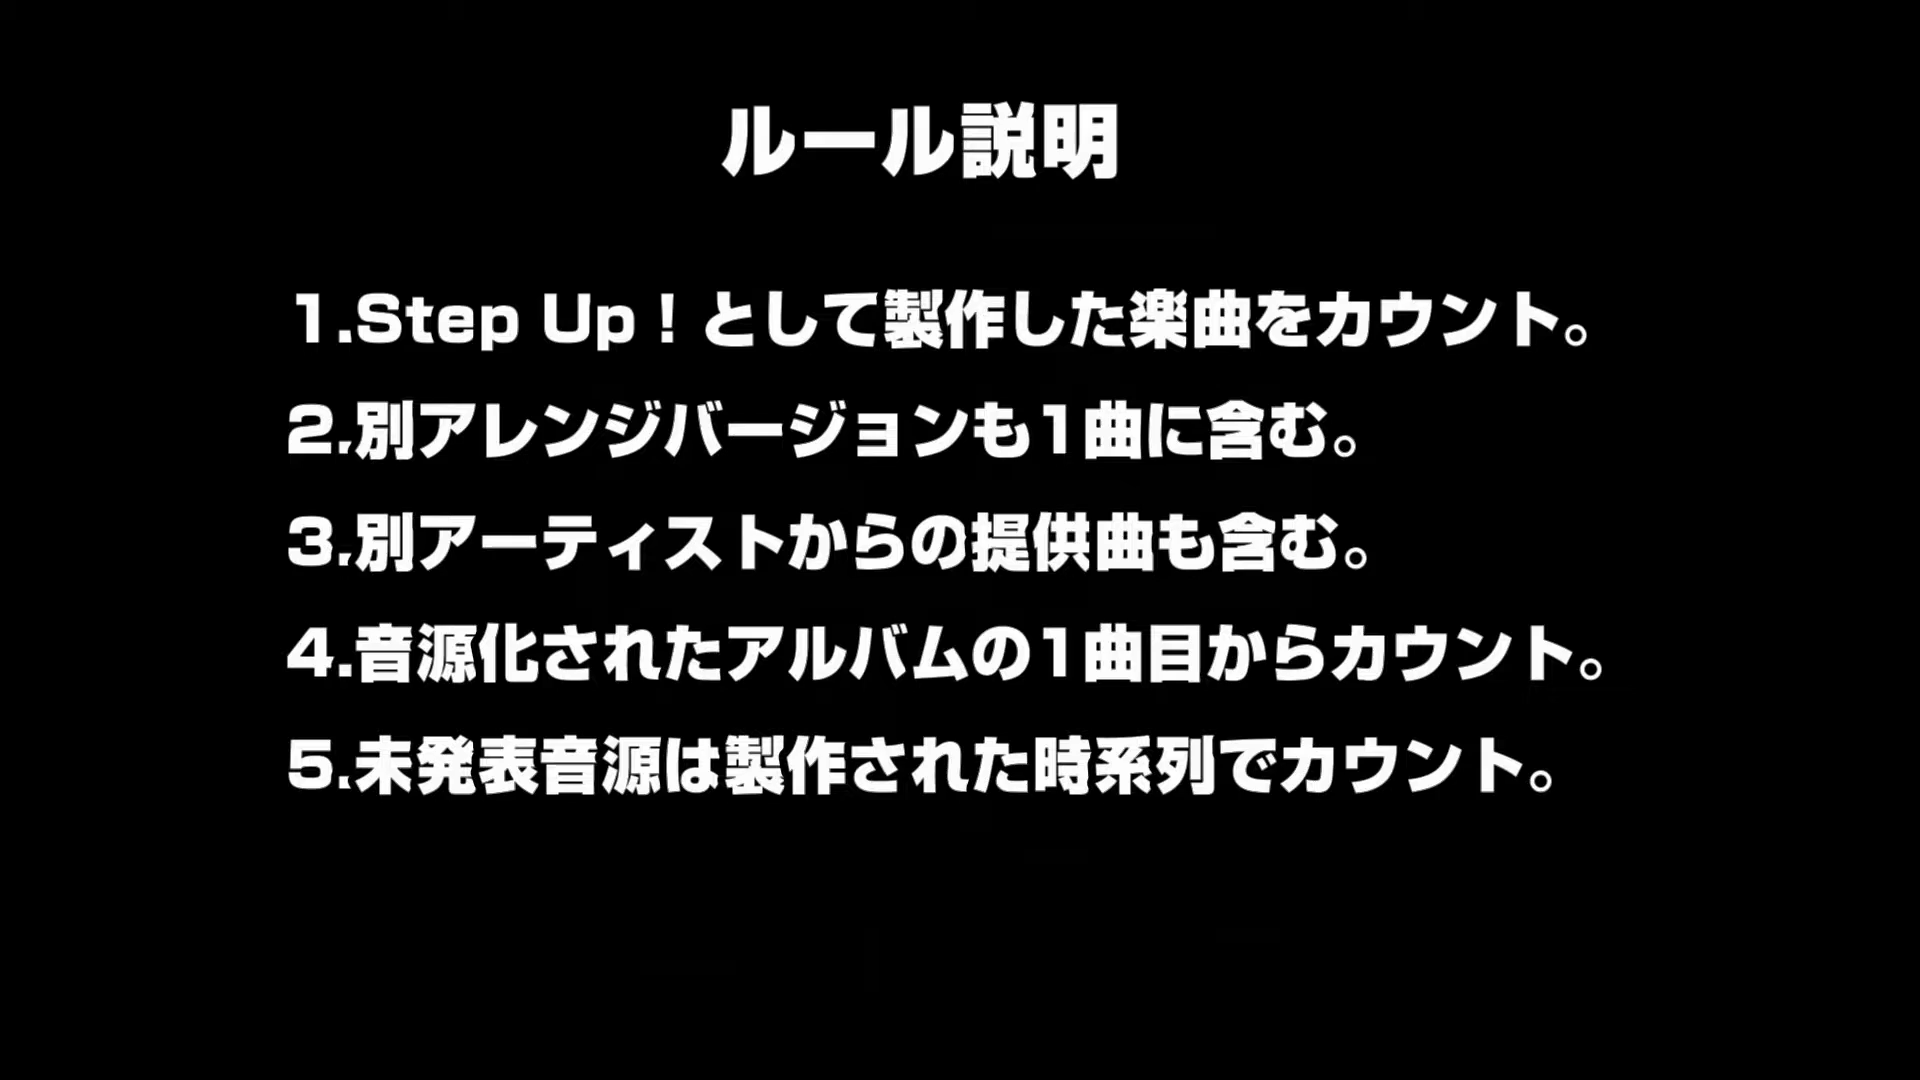 ルール説明
1.Step Up！として製作した楽曲をカウント。
2.別アレンジバージョンも1曲に含む。
3.別アーティストからの提供曲も含む。
4.音源化されたアルバムの1曲目からカウント。
5.未発表音源は製作された時系列でカウント。